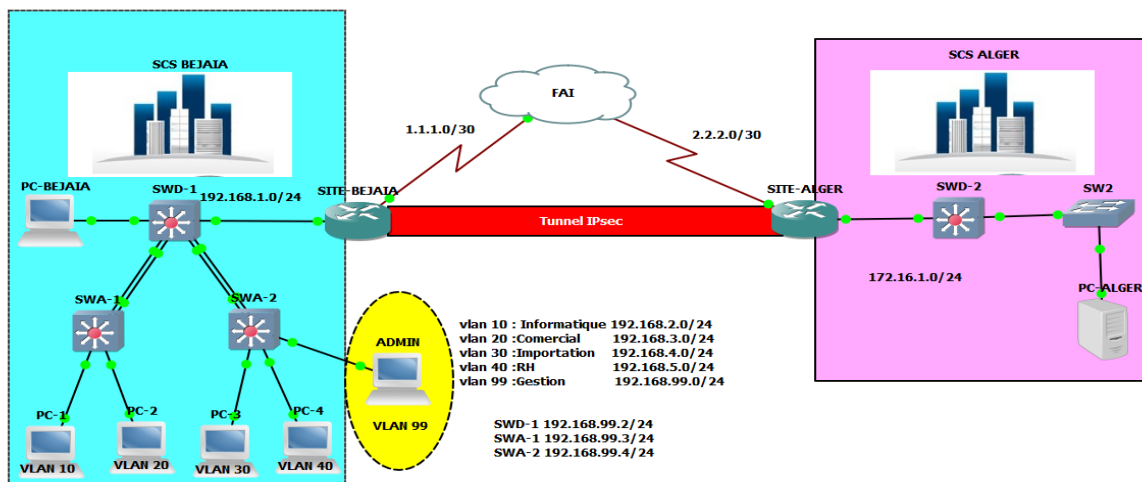 SCS BEJAIA
FAI
SCS ALGER
1.1.1.0/30
2.2.2.0/30
PC-BEJAIA
SWD-1
192.168.1.0/24
SITE-BEJAIA
Tunnel IPsec
SITE-ALGER
SWD-2
SW2
172.16.1.0/24
PC-ALGER
SWA-1
SWA-2
ADMIN
VLAN 99
vlan 10 : Informatique 192.168.2.0/24
vlan 20 : Comercial 192.168.3.0/24
vlan 30 : Importation 192.168.4.0/24
vlan 40 : RH 192.168.5.0/24
vlan 99 :Gestion 192.168.99.0/24
SWD-1 192.168.99.2/24
SWA-1 192.168.99.3/24
SWA-2 192.168.99.4/24
PC-1
PC-2
PC-3
PC-4
VLAN 10
VLAN 20
VLAN 30
VLAN 40